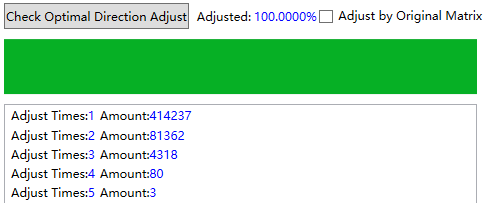 Check Optimal Direction Adjust Adjusted: 100.0000% Adjust by Original Matrix
Adjust Times:1 Amount:414237
Adjust Times:2 Amount:81362
Adjust Times:3 Amount:4318
Adjust Times:4 Amount:80
Adjust Times:5 Amount:3